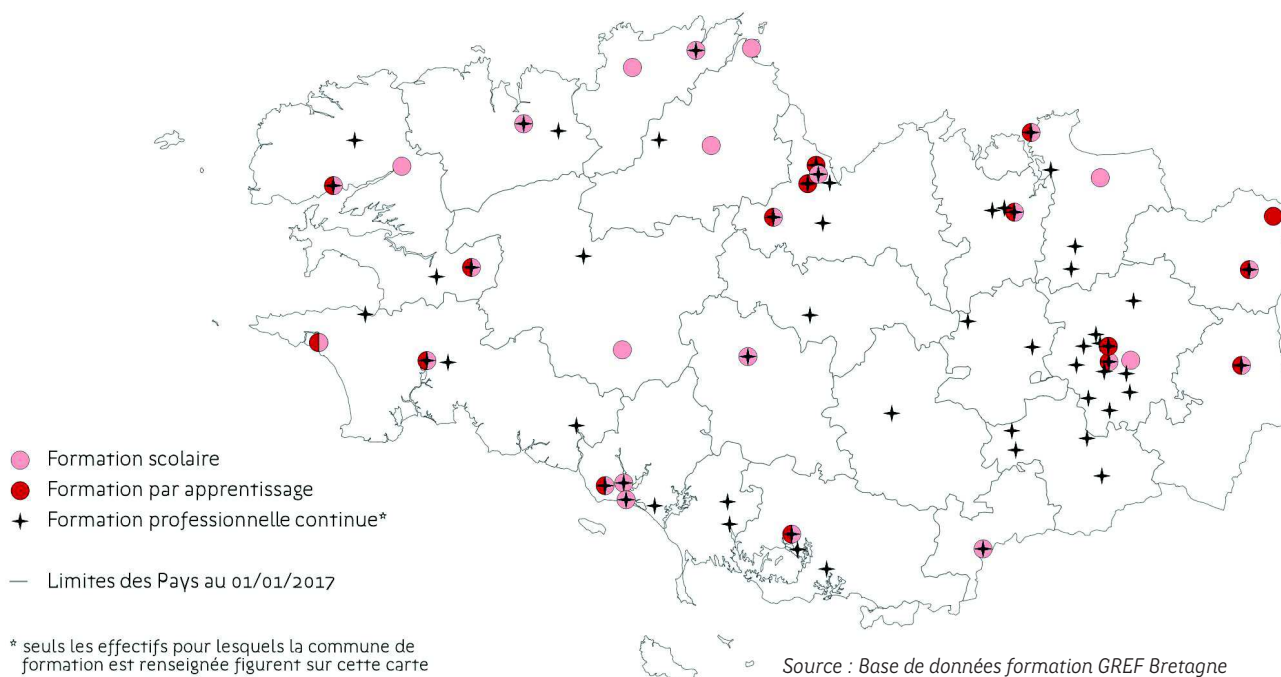 Formation scolaire
Formation par apprentissage
Formation professionnelle continue*
Limites des Pays au 01/01/2017
* seuls les effectifs pour lesquels la commune de
formation est renseignée figurent sur cette carte
Source : Base de données formation GREF Bretagne